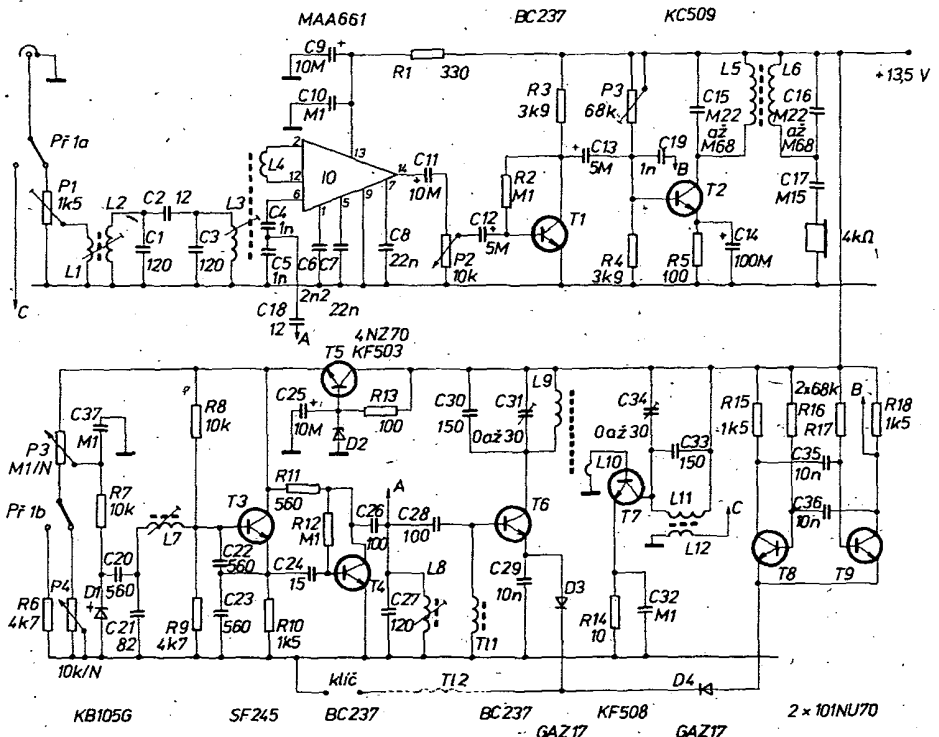 MAA661
BC237
KC509
C9
10M
+
R1
330
+13,5 V
C10
M1
R3
3k9
P3
68k
L5
L6
C15
M22
až
M68
C16
M22
až
M68
Př 1a
2
13
L4
IO
14
C11
+
10M
12
6
1
5
9
7
+
C13
5M
C19
1n
B
R2
M1
T2
C17
M15
P1
1k5
L2
C2
12
L3
C4
1n
C12
+
5M
T1
+
C14
100M
4kΩ
L1
C1
120
C3
120
C5
1n
C6
C7
C8
22n
P2
10k
R4
3k9
R5
100
C
2n2
22n
C18
12
A
4NZ70
KF503
T5
C25
+
10M
R13
100
D2
C30
150
C31
0až30
L9
C34
0až30
C33
150
R15
1k5
2x68k
R16
R17
B
R18
1k5
C37
M1
R8
10k
P3
M1/N
R7
10k
T3
R11
560
A
R12
M1
C26
100
C28
100
T6
L10
T7
L11
L12
C
C35
10n
C36
10n
T8
T9
Př 1b
L7
C20
560
D1
+
C22
560
C24
15
T4
L8
C29
10n
D3
R6
4k7
P4
C21
82
R9
4k7
C23
560
R10
1k5
C27
120
Tl1
R14
10
C32
M1
10k/N
klíč
Tl2
D4
KB105G
SF245
BC237
BC237
GAZ17
KF508
GAZ17
2 × 101NU70